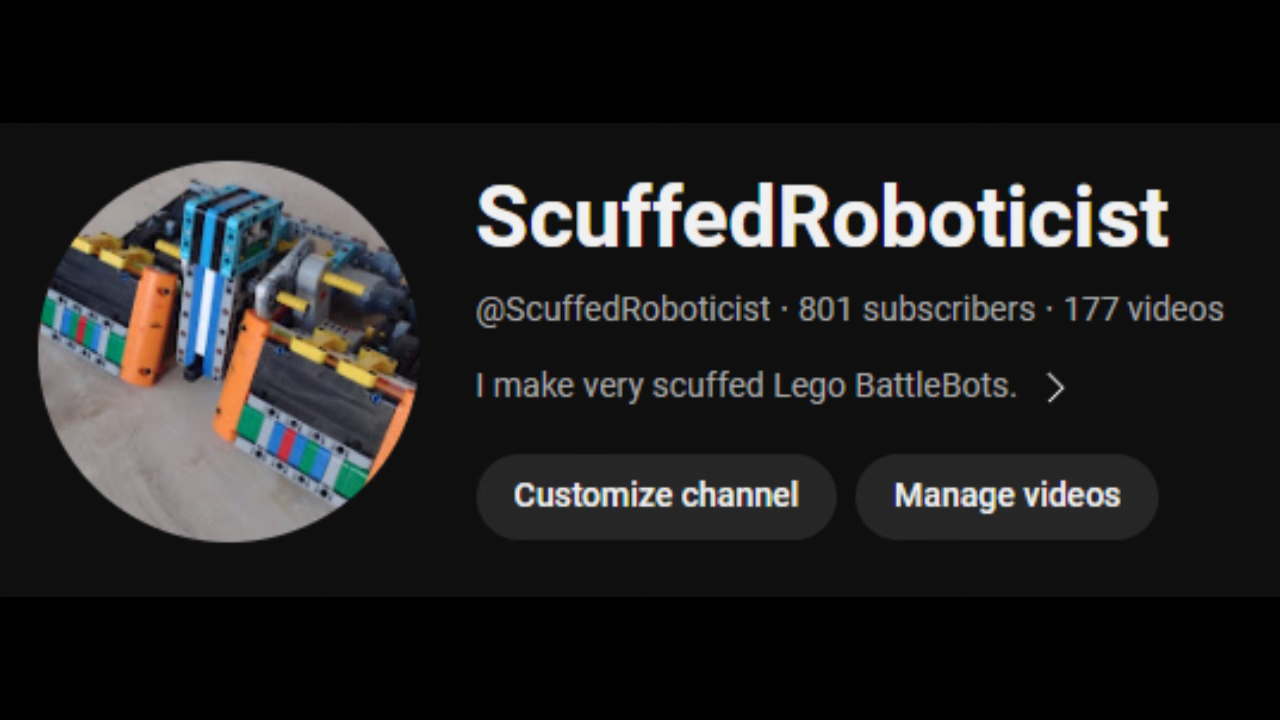 ScuffedRoboticist
@ScuffedRoboticist · 801 subscribers · 177 videos
I make very scuffed Lego BattleBots.
Customize channel
Manage videos